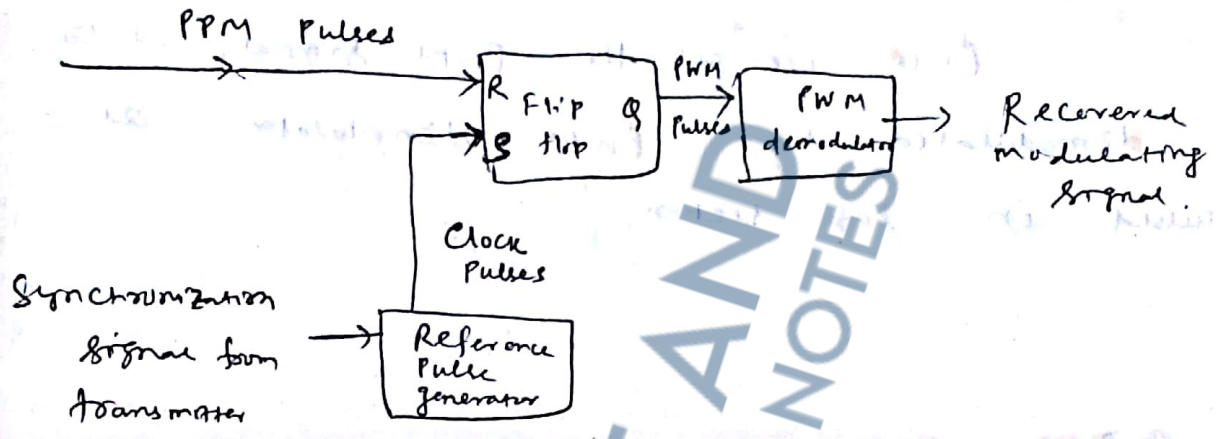 PPM Pulses
R
S
Flip
flop
Q
PWM
Pulses
PWM
demodulator
Recovered
modulating
Signal.
Clock
Pulses
Synchronization
Signal from
transmitter
Reference
Pulse
generator
AND
NOTES